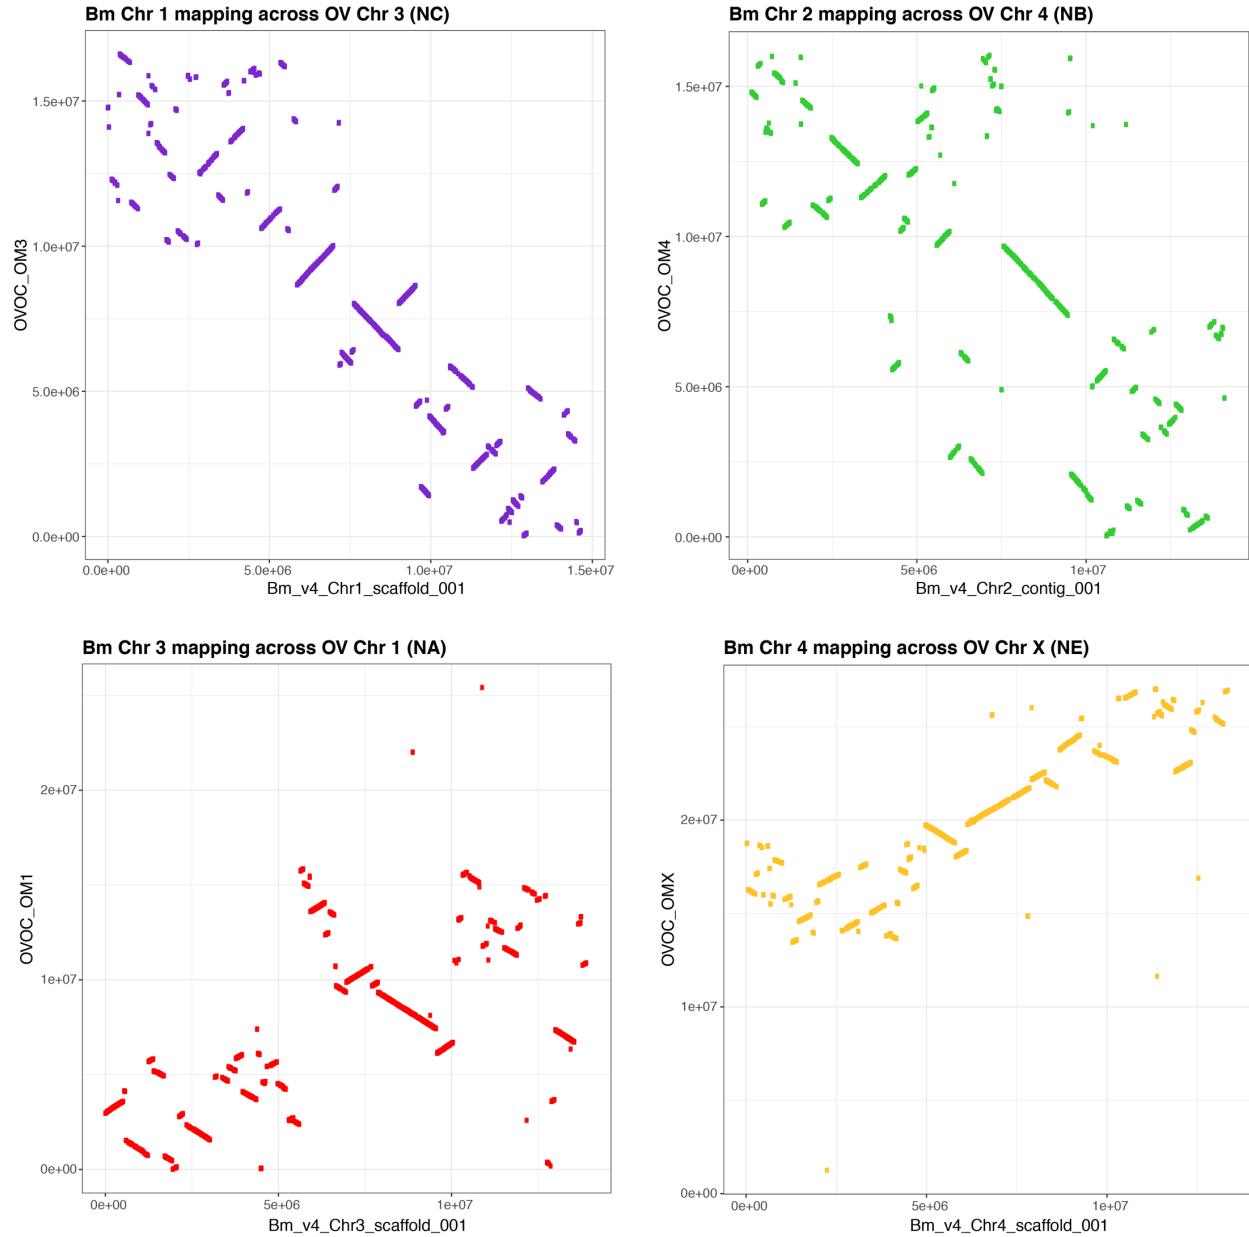 Bm Chr 1 mapping across OV Chr 3 (NC)
OVOC_OM3
1.5e+07
1.0e+07
5.0e+06
0.0e+00
0.0e+00 5.0e+06 1.0e+07 1.5e+07
Bm_v4_Chr1_scaffold_001
Bm Chr 2 mapping across OV Chr 4 (NB)
OVOC_OM4
1.5e+07
1.0e+07
5.0e+06
0.0e+00
0e+00 5e+06 1e+07
Bm_v4_Chr2_contig_001
Bm Chr 3 mapping across OV Chr 1 (NA)
OVOC_OM1
2e+07
1e+07
0e+00
0e+00 5e+06 1e+07
Bm_v4_Chr3_scaffold_001
Bm Chr 4 mapping across OV Chr X (NE)
OVOC_OMX
2e+07
1e+07
0e+00
0e+00 5e+06 1e+07
Bm_v4_Chr4_scaffold_001